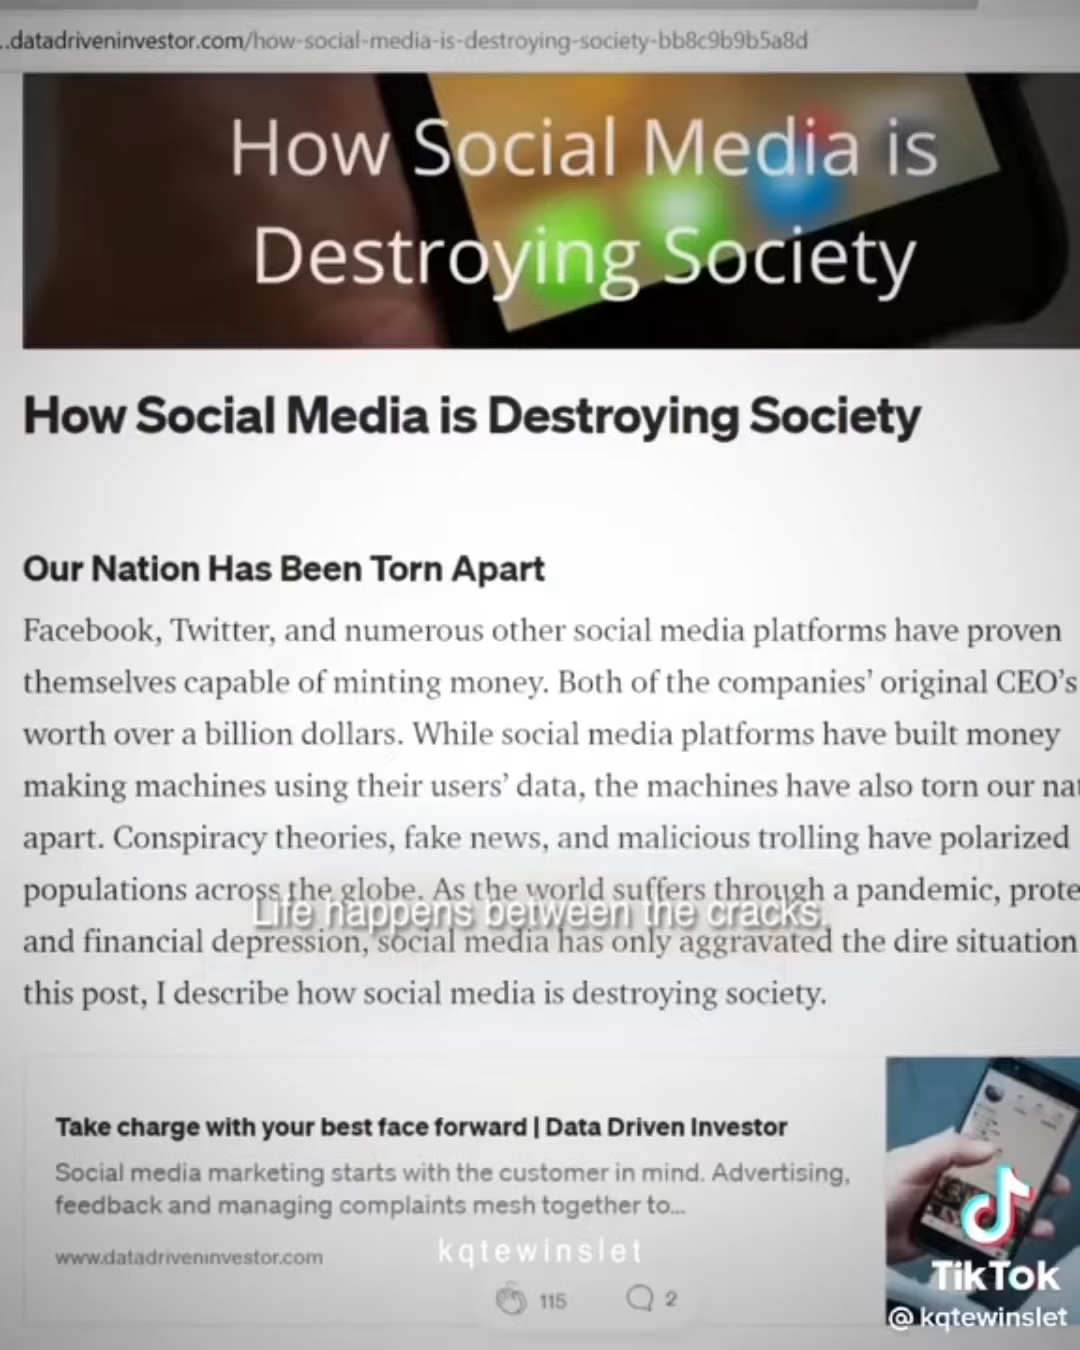 ..datadriveninvestor.com/how-social-media-is-destroying-society-bb8c9b9b5a8d
How Social Media is
Destroying Society
How Social Media is Destroying Society
Our Nation Has Been Torn Apart
Facebook, Twitter, and numerous other social media platforms have proven
themselves capable of minting money. Both of the companies’ original CEO’s
worth over a billion dollars. While social media platforms have built money
making machines using their users’ data, the machines have also torn our nat
apart. Conspiracy theories, fake news, and malicious trolling have polarized
populations across the globe. As the world suffers through a pandemic, prote
Life happens between the cracks.
and financial depression, social media has only aggravated the dire situation
this post, I describe how social media is destroying society.
Take charge with your best face forward | Data Driven Investor
Social media marketing starts with the customer in mind. Advertising,
feedback and managing complaints mesh together to...
www.datadriveninvestor.com
kqtewinslet
115 2
TikTok
@kqtewinslet